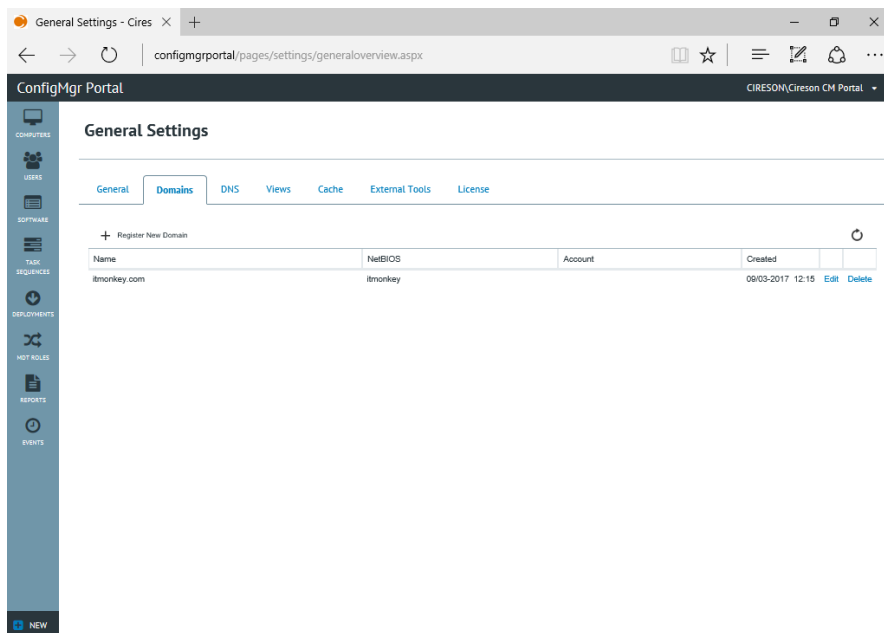 General Settings - Cires
configmgrportal/pages/settings/generaloverview.aspx
ConfigMgr Portal
CIRESON\Cireson CM Portal
COMPUTERS
USERS
SOFTWARE
TASK
SEQUENCES
DEPLOYMENTS
MDT ROLES
REPORTS
EVENTS
NEW
General Settings
General Domains DNS Views Cache External Tools License
Register New Domain
Name NetBIOS Account Created
itmonkey.com itmonkey 09/03-2017 12:15 Edit Delete